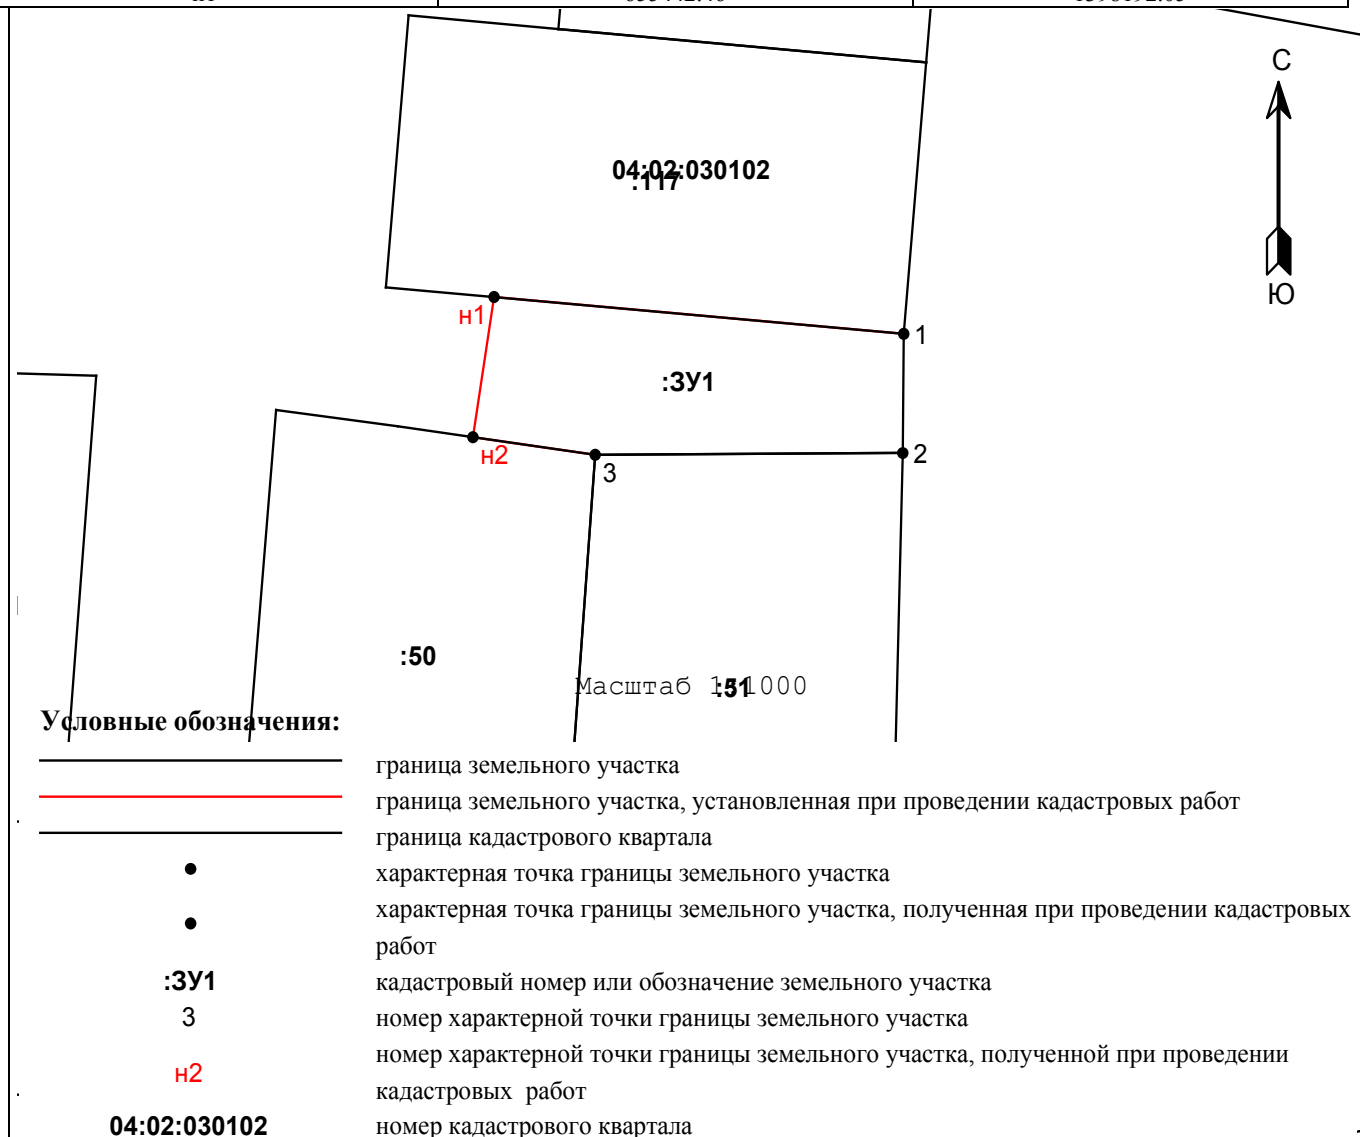 С
04:02:030102
:117
Ю
н1
1
:ЗУ1
н2
3
2
:50
Масштаб 1:1000
:51
Условные обозначения:
граница земельного участка
граница земельного участка, установленная при проведении кадастровых работ
граница кадастрового квартала
характерная точка границы земельного участка
характерная точка границы земельного участка, полученная при проведении кадастровых
работ
:ЗУ1 кадастровый номер или обозначение земельного участка
3 номер характерной точки границы земельного участка
н2 номер характерной точки границы земельного участка, полученной при проведении
кадастровых работ
04:02:030102 номер кадастрового квартала